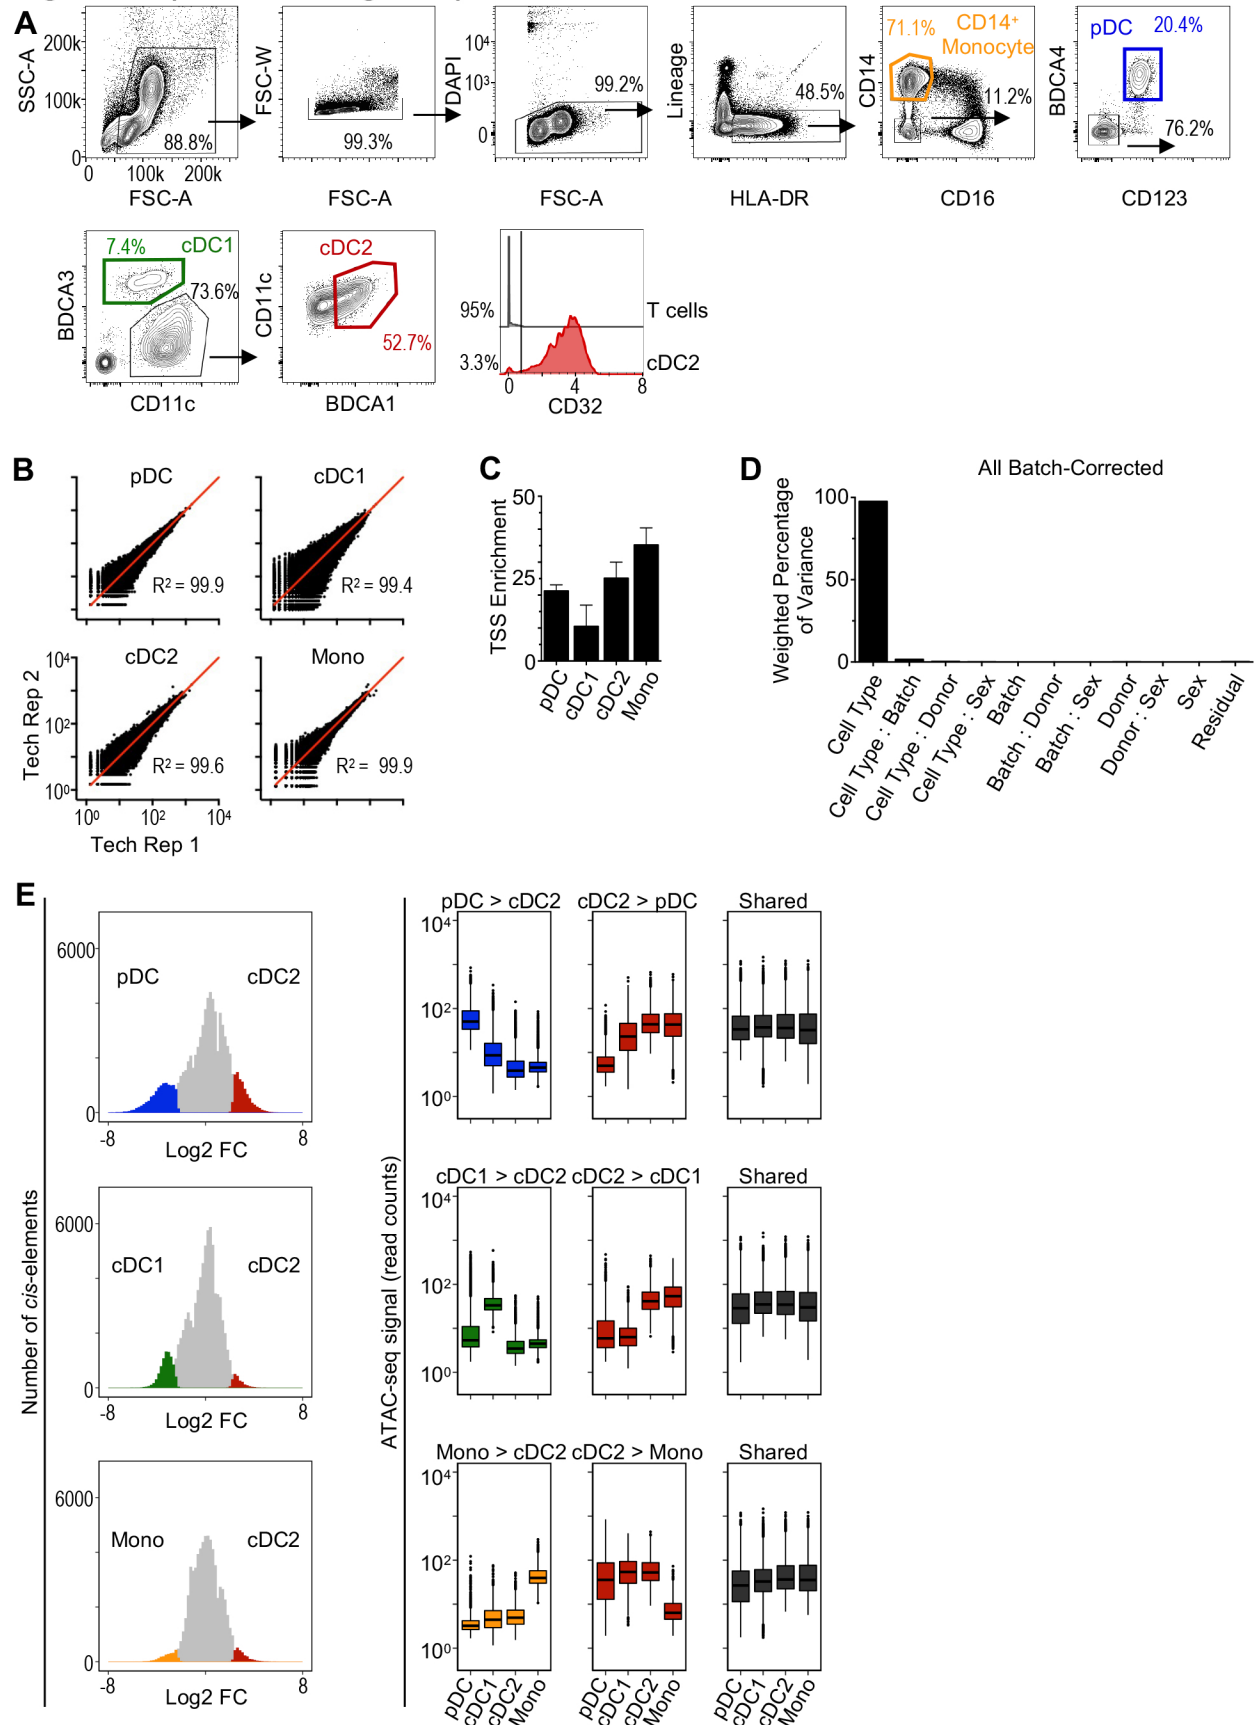 A
SSC-A
200k
100k
0
88.8%
0 100k 200k
FSC-A
FSC-W
99.3%
FSC-A
DAPI
10⁴
10³
0
99.2%
FSC-A
Lineage
48.5%
HLA-DR
CD14
71.1%
CD14⁺
Monocyte
11.2%
CD16
BDCA4
pDC 20.4%
76.2%
CD123
BDCA3
7.4% cDC1
73.6%
CD11c
CD11c
cDC2
52.7%
BDCA1
95% T cells
3.3% cDC2
0 4 8
CD32
B
pDC
R² = 99.9
cDC1
R² = 99.4
cDC2
R² = 99.6
Mono
R² = 99.9
10⁴
10²
10⁰
Tech Rep 2
10⁰ 10² 10⁴
Tech Rep 1
C
TSS Enrichment
50
25
0
pDC
cDC1
cDC2
Mono
D
All Batch-Corrected
Weighted Percentage
of Variance
100
50
0
Cell Type
Cell Type : Batch
Cell Type : Donor
Cell Type : Sex
Batch
Batch : Donor
Batch : Sex
Donor
Donor : Sex
Sex
Residual
E
Number of cis-elements
6000
pDC cDC2
0
-8 8
Log2 FC
6000
cDC1 cDC2
0
-8 8
Log2 FC
6000
Mono cDC2
0
-8 8
Log2 FC
ATAC-seq signal (read counts)
pDC > cDC2 cDC2 > pDC Shared
10⁴
10²
10⁰
cDC1 > cDC2 cDC2 > cDC1 Shared
10⁴
10²
10⁰
Mono > cDC2 cDC2 > Mono Shared
10⁴
10²
10⁰
pDC
cDC1
cDC2
Mono
pDC
cDC1
cDC2
Mono
pDC
cDC1
cDC2
Mono